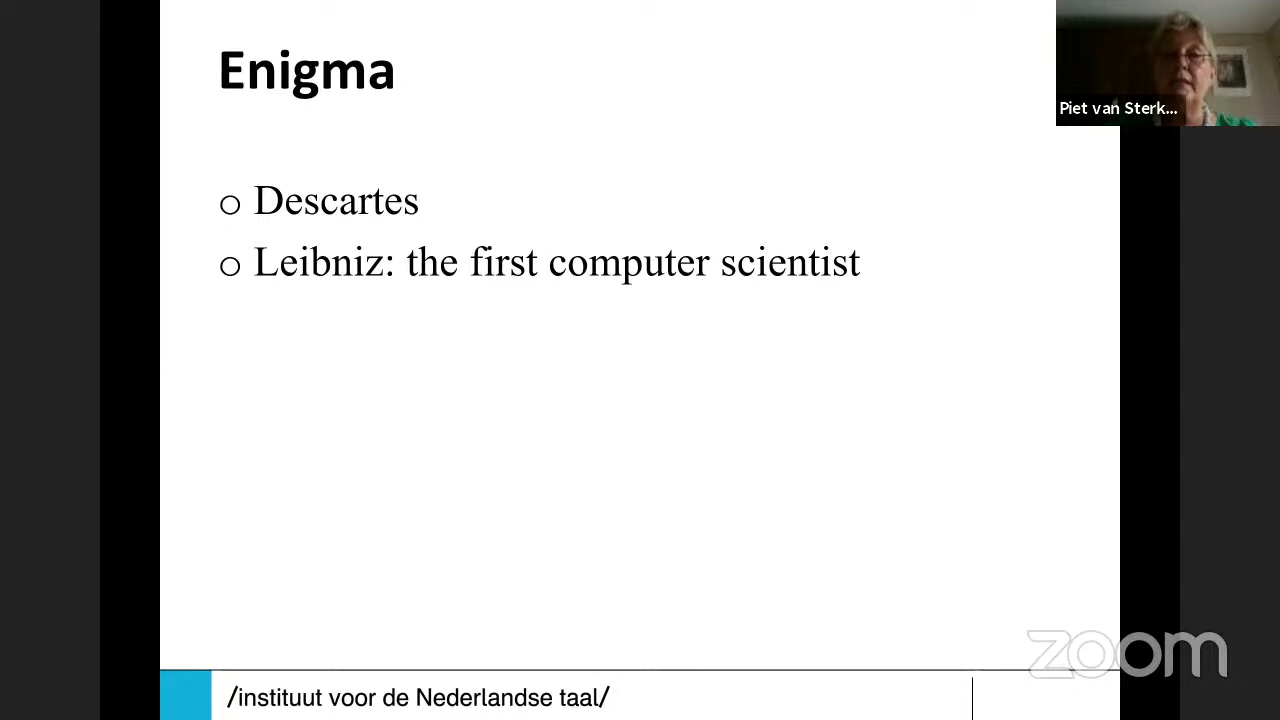 Enigma
Piet van Sterk...
o Descartes
o Leibniz: the first computer scientist
zoom
/instituut voor de Nederlandse taal/